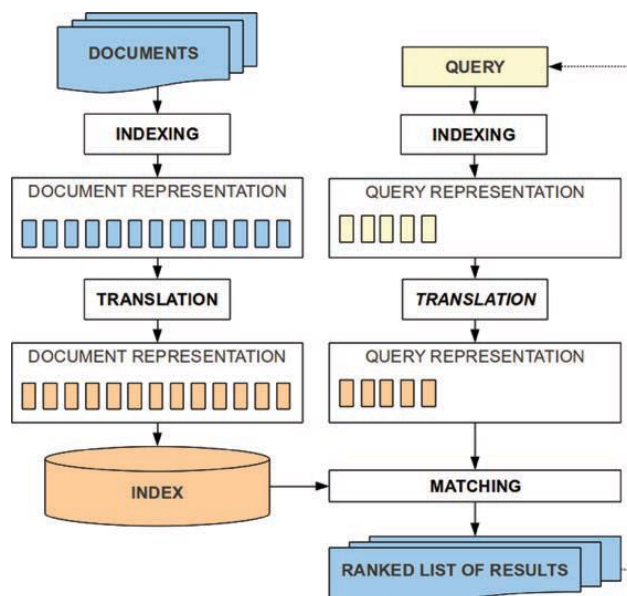 DOCUMENTS
INDEXING
DOCUMENT REPRESENTATION
TRANSLATION
DOCUMENT REPRESENTATION
INDEX
QUERY
INDEXING
QUERY REPRESENTATION
TRANSLATION
QUERY REPRESENTATION
MATCHING
RANKED LIST OF RESULTS